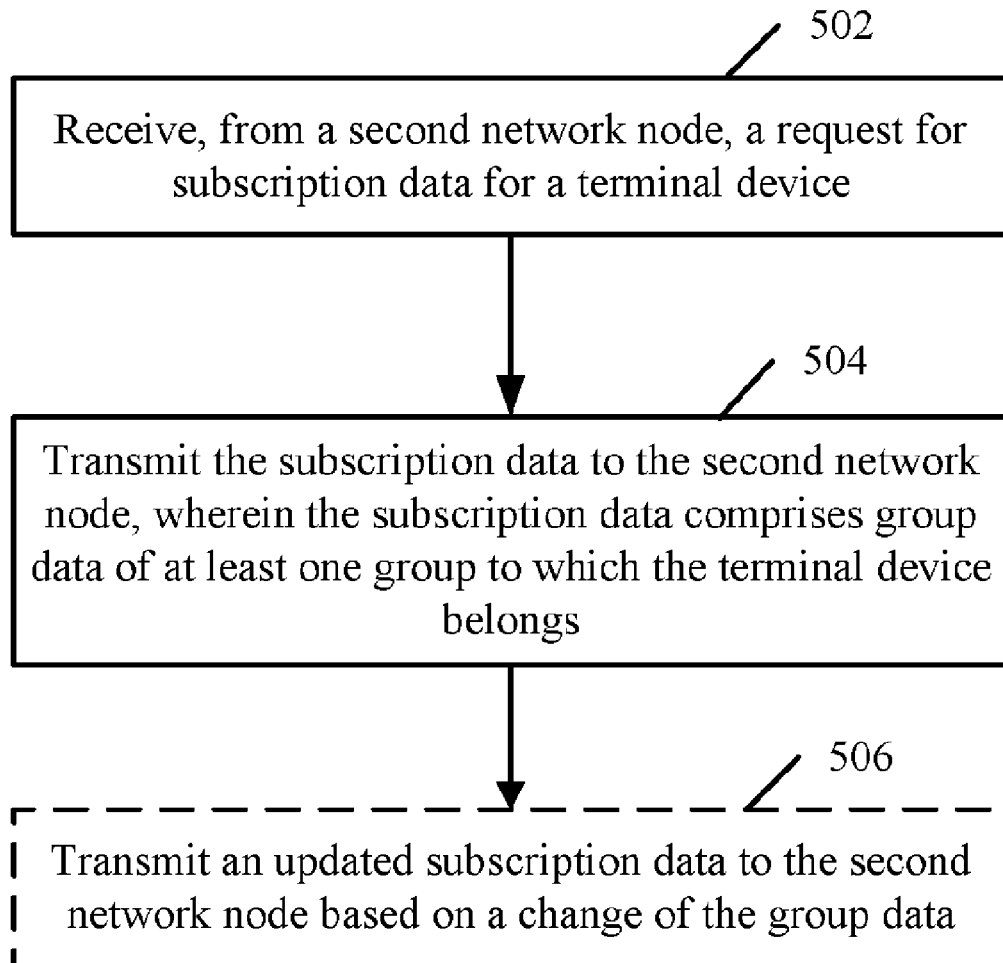 502
Receive, from a second network node, a request for
subscription data for a terminal device
504
Transmit the subscription data to the second network
node, wherein the subscription data comprises group
data of at least one group to which the terminal device
belongs
506
Transmit an updated subscription data to the second
network node based on a change of the group data